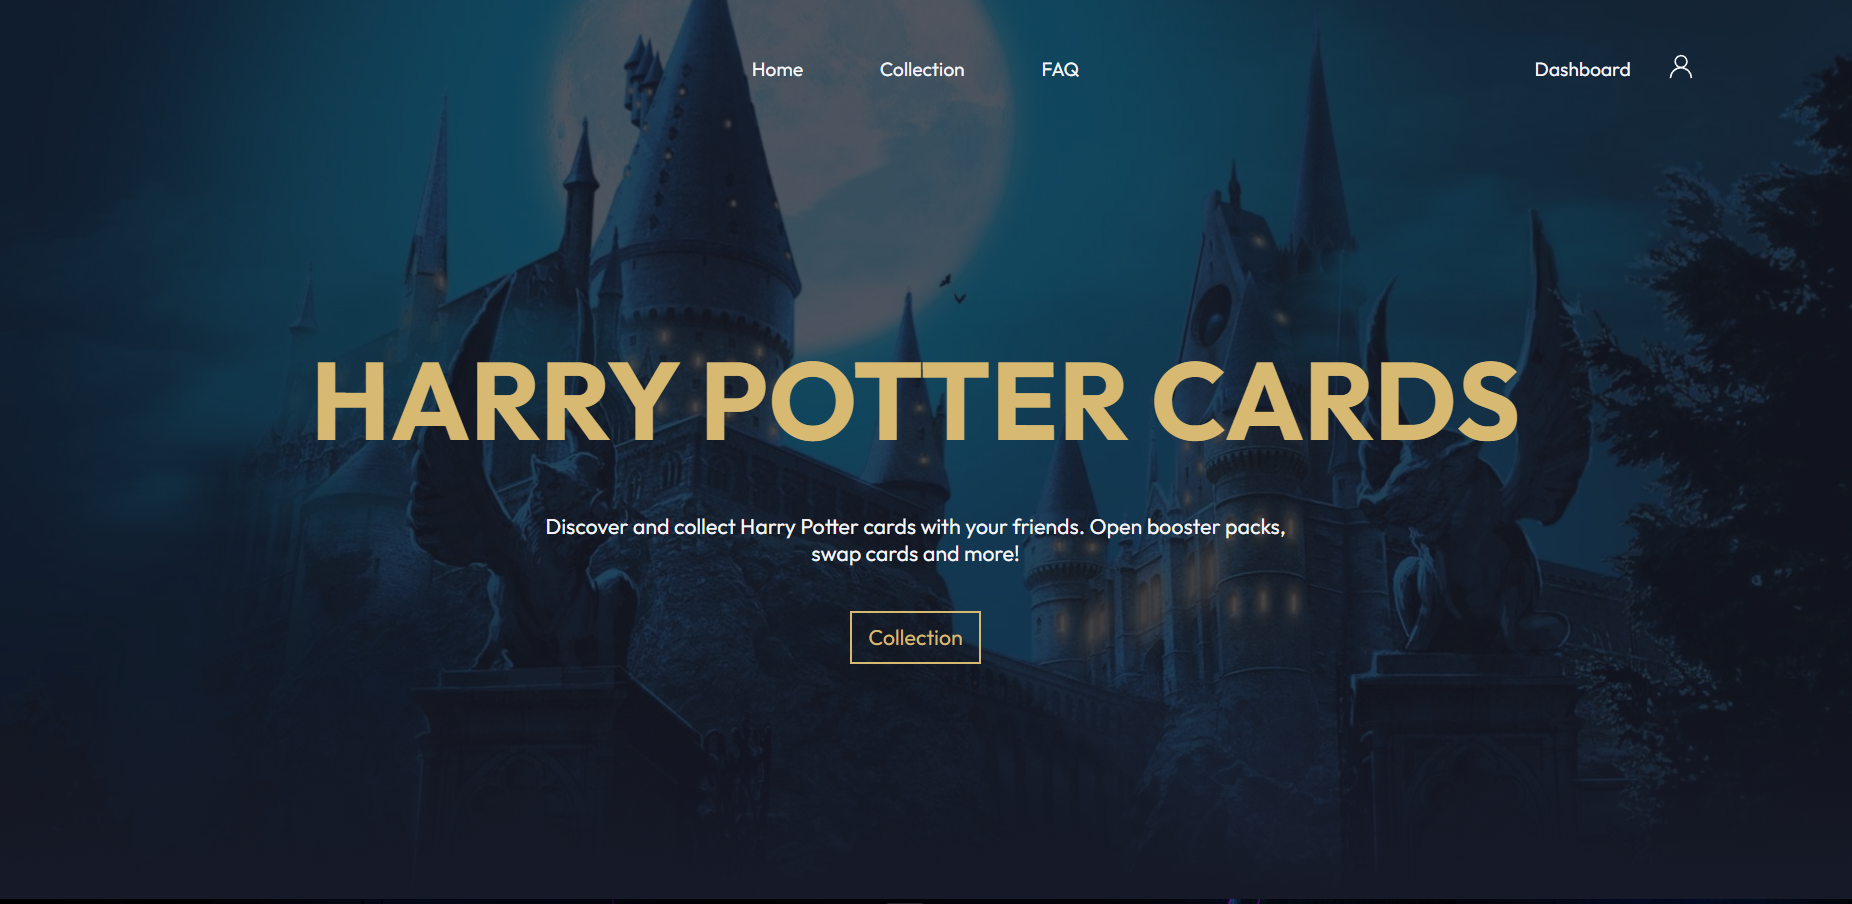 Home Collection FAQ Dashboard
HARRY POTTER CARDS
Discover and collect Harry Potter cards with your friends. Open booster packs,
swap cards and more!
Collection